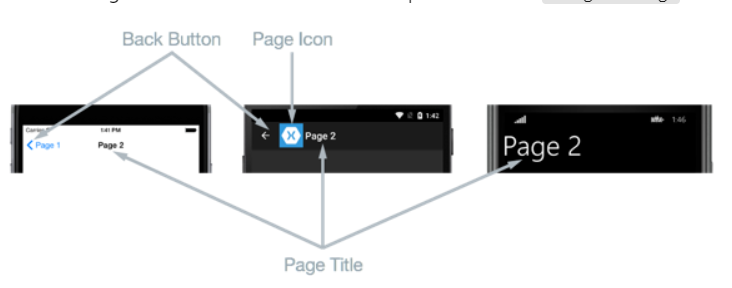 Back Button
Page Icon
1:41 PM
1:42
1:46
Page 1
Page 2
Page 2
Page 2
Page Title